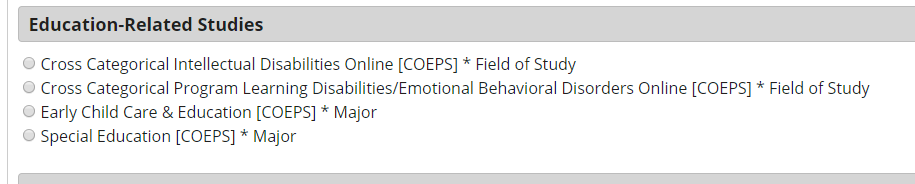 Education-Related Studies
Cross Categorical Intellectual Disabilities Online [COEPS] * Field of Study
Cross Categorical Program Learning Disabilities/Emotional Behavioral Disorders Online [COEPS] * Field of Study
Early Child Care & Education [COEPS] * Major
Special Education [COEPS] * Major